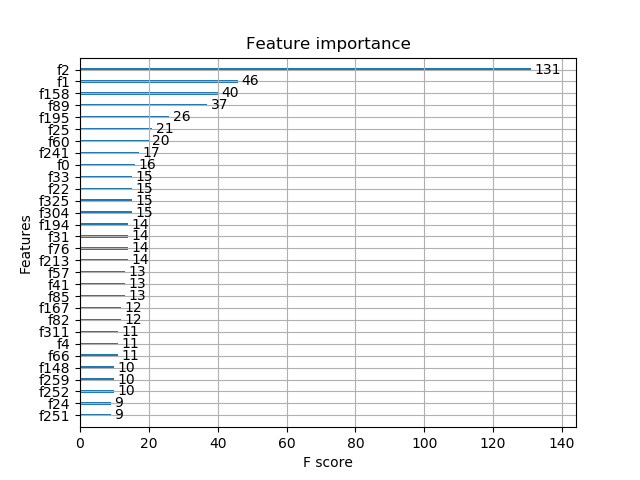 Feature importance
f2 131
f1 46
f158 40
f89 37
f195 26
f25 21
f60 20
f241 17
f0 16
f33 15
f22 15
f325 15
f304 15
f194 14
f31 14
f76 14
f213 14
f57 13
f41 13
f85 13
f167 12
f82 12
f311 11
f4 11
f66 11
f148 10
f259 10
f252 10
f24 9
f251 9
0 20 40 60 80 100 120 140
F score
Features